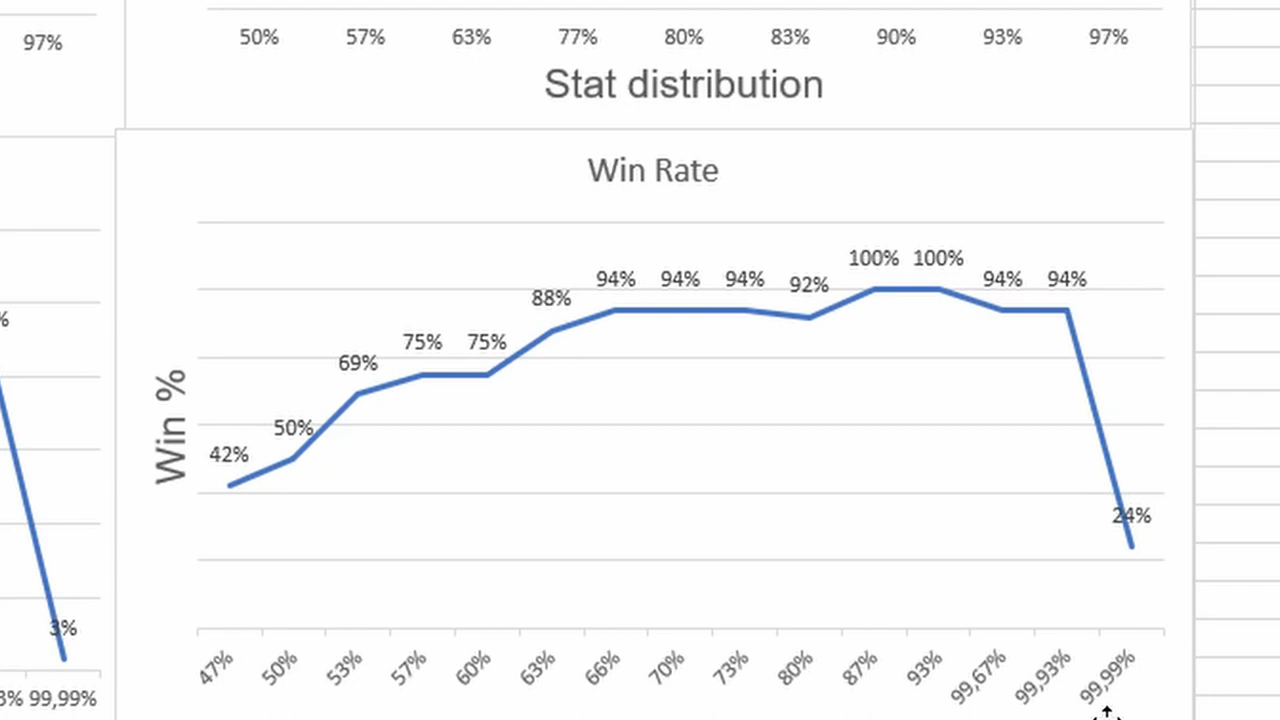 97%
50% 57% 63% 77% 80% 83% 90% 93% 97%
Stat distribution
Win Rate
100% 100%
94% 94% 94% 92% 94% 94%
88%
75% 75%
69%
50%
42%
24%
Win %
47% 50% 53% 57% 60% 63% 66% 70% 73% 80% 87% 93% 99,67% 99,93% 99,99%
%
3%
3% 99,99%